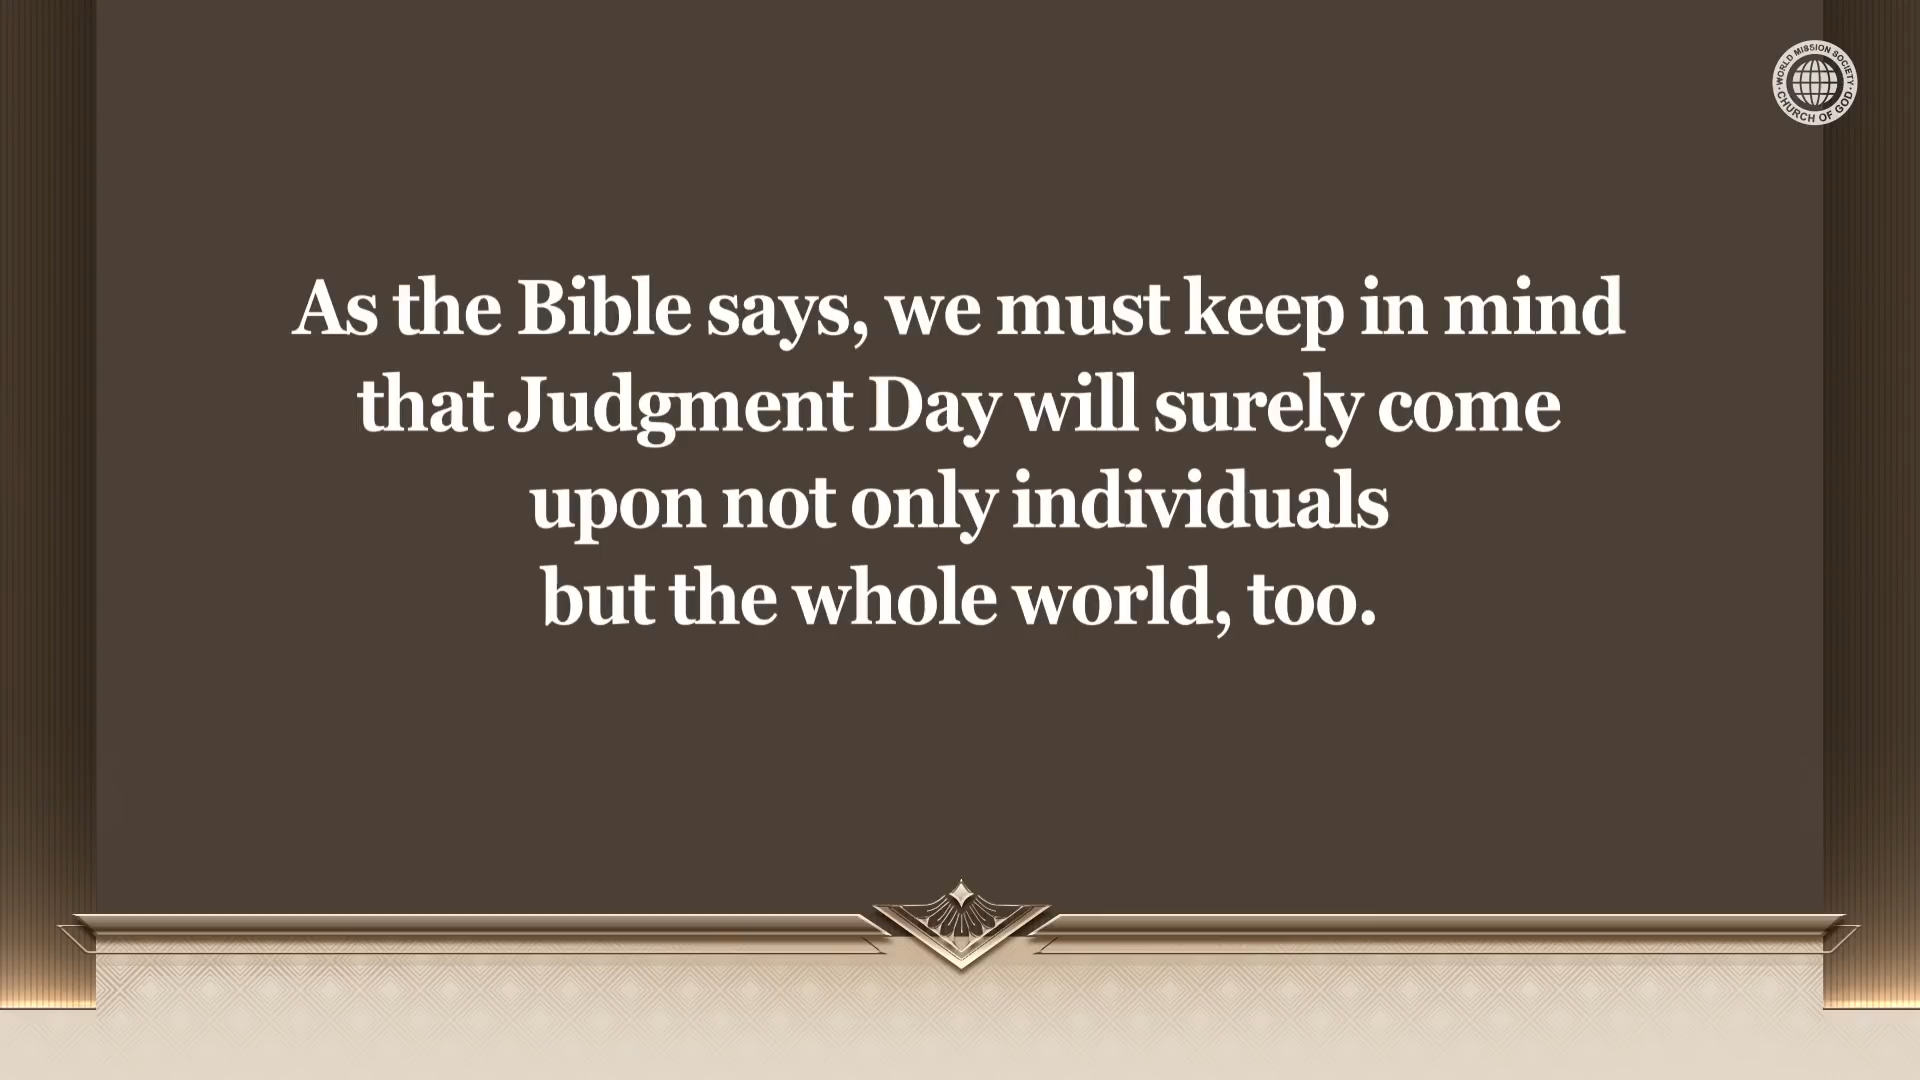 WORLD MISSION SOCIETY
CHURCH OF GOD
As the Bible says, we must keep in mind
that Judgment Day will surely come
upon not only individuals
but the whole world, too.